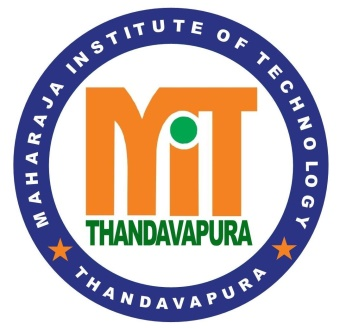 MAHARAJA INSTITUTE OF TECHNOLOGY
MiT
THANDAVAPURA
THANDAVAPURA